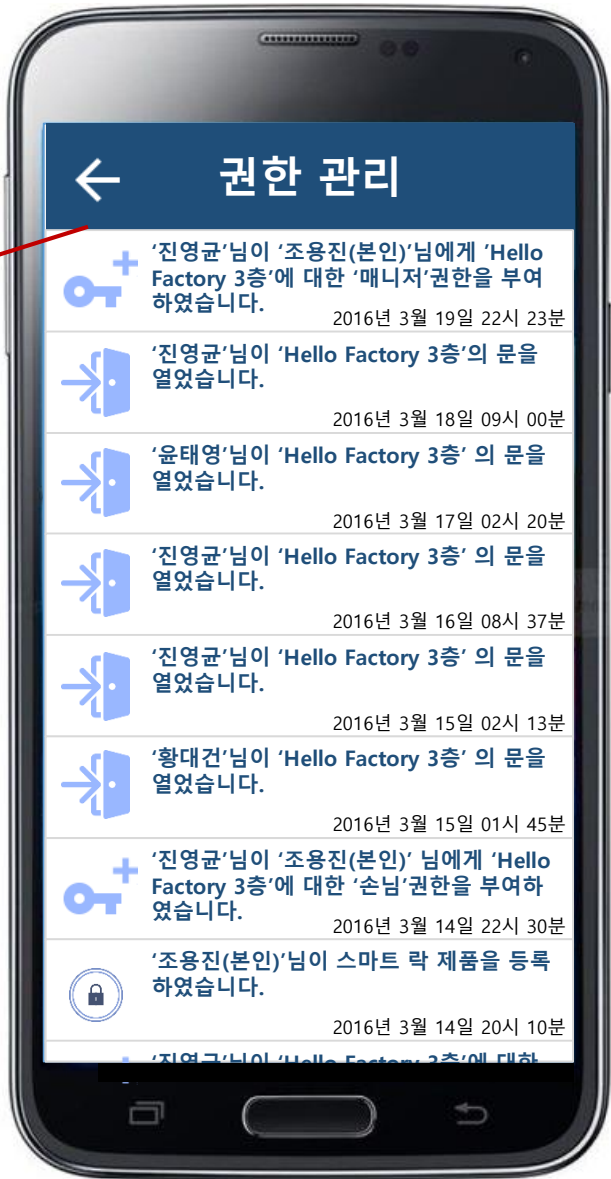 권한 관리
‘진영균’님이 ‘조용진(본인)’님에게 ’Hello
Factory 3층’에 대한 ‘매니저’권한을 부여
하였습니다.
2016년 3월 19일 22시 23분
‘진영균’님이 ‘Hello Factory 3층’의 문을
열었습니다.
2016년 3월 18일 09시 00분
‘윤태영’님이 ‘Hello Factory 3층’ 의 문을
열었습니다.
2016년 3월 17일 02시 20분
‘진영균’님이 ‘Hello Factory 3층’ 의 문을
열었습니다.
2016년 3월 16일 08시 37분
‘진영균’님이 ‘Hello Factory 3층’ 의 문을
열었습니다.
2016년 3월 15일 02시 13분
‘황대건’님이 ‘Hello Factory 3층’ 의 문을
열었습니다.
2016년 3월 15일 01시 45분
‘진영균’님이 ‘조용진(본인)’ 님에게 ‘Hello
Factory 3층’에 대한 ‘손님’권한을 부여하
였습니다.
2016년 3월 14일 22시 30분
‘조용진(본인)’님이 스마트 락 제품을 등록
하였습니다.
2016년 3월 14일 20시 10분
‘진영균’님이 ‘Hello Factory 3층’에 대한